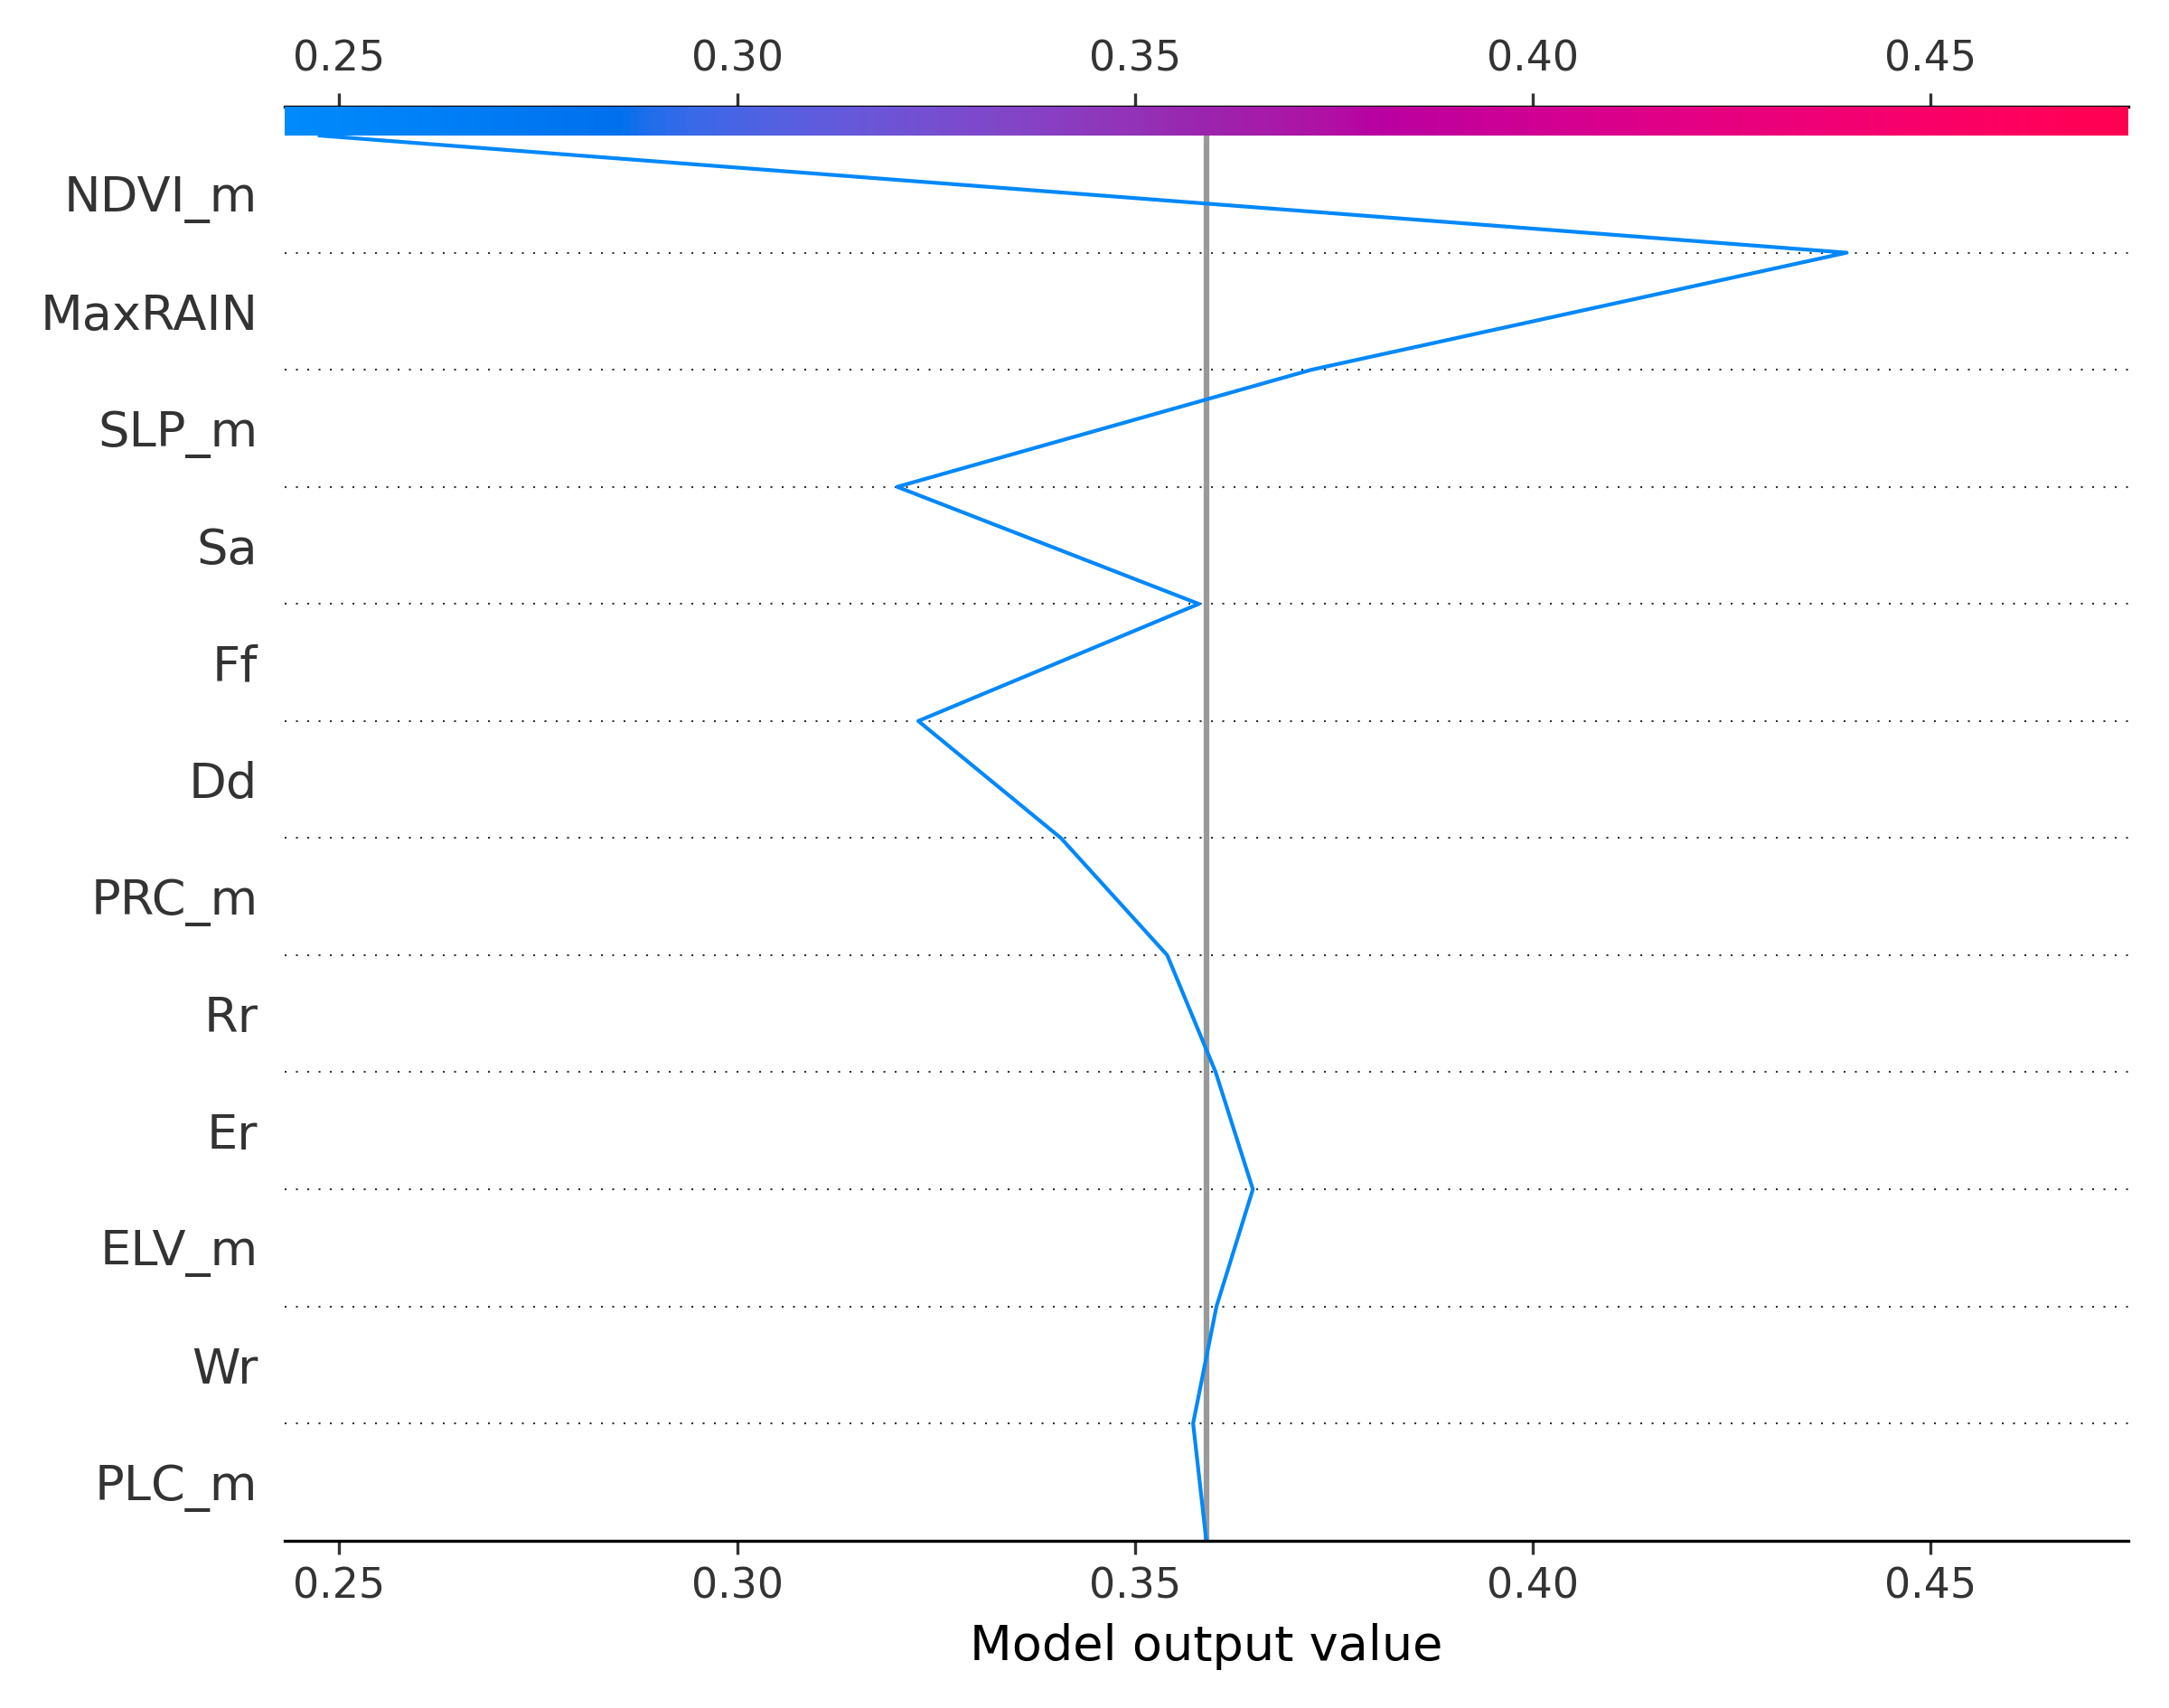 0.25 0.30 0.35 0.40 0.45
NDVI_m
MaxRAIN
SLP_m
Sa
Ff
Dd
PRC_m
Rr
Er
ELV_m
Wr
PLC_m
0.25 0.30 0.35 0.40 0.45
Model output value